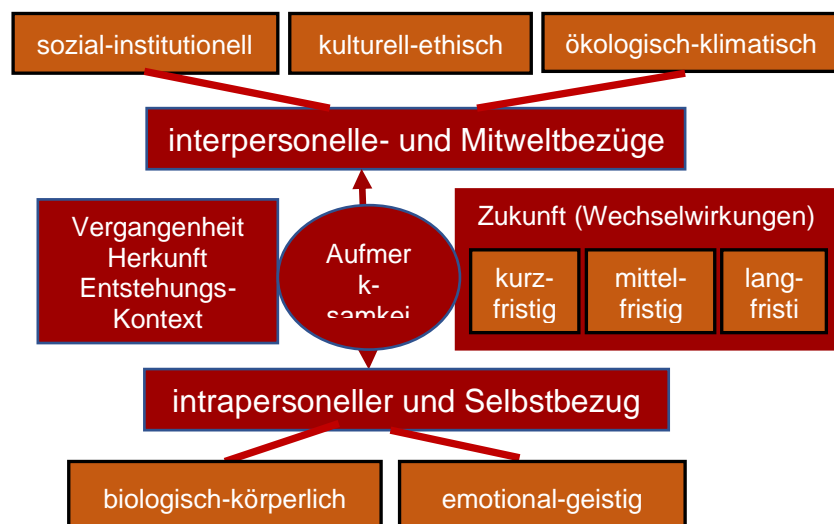 sozial-institutionell
kulturell-ethisch
ökologisch-klimatisch
interpersonelle- und Mitweltbezüge
Vergangenheit
Herkunft
Entstehungs-
Kontext
Aufmer
k-
samkei
Zukunft (Wechselwirkungen)
kurz-
fristig
mittel-
fristig
lang-
fristi
intrapersoneller und Selbstbezug
biologisch-körperlich
emotional-geistig